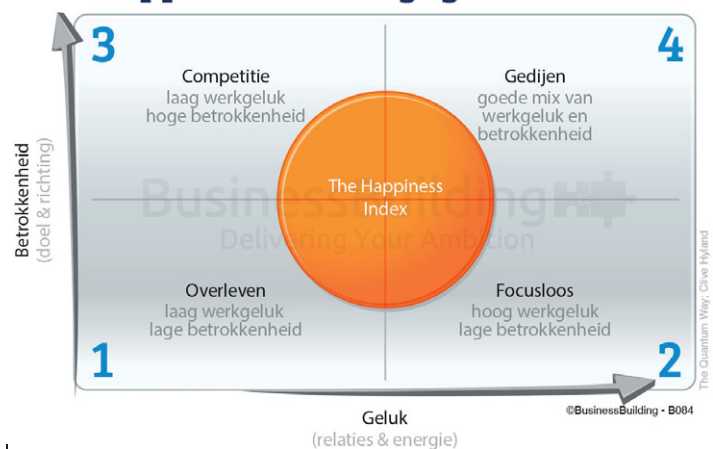 3
4
Competitie
laag werkgeluk
hoge betrokkenheid
Gedijen
goede mix van
werkgeluk en
betrokkenheid
Betrokkenheid
(doel & richting)
The Happiness
Index
BusinessBuilding
Delivering Your Ambition
Overleven
laag werkgeluk
lage betrokkenheid
Focusloos
hoog werkgeluk
lage betrokkenheid
1
2
The Quantum Way; Clive Hyland
©BusinessBuilding - B084
Geluk
(relaties & energie)